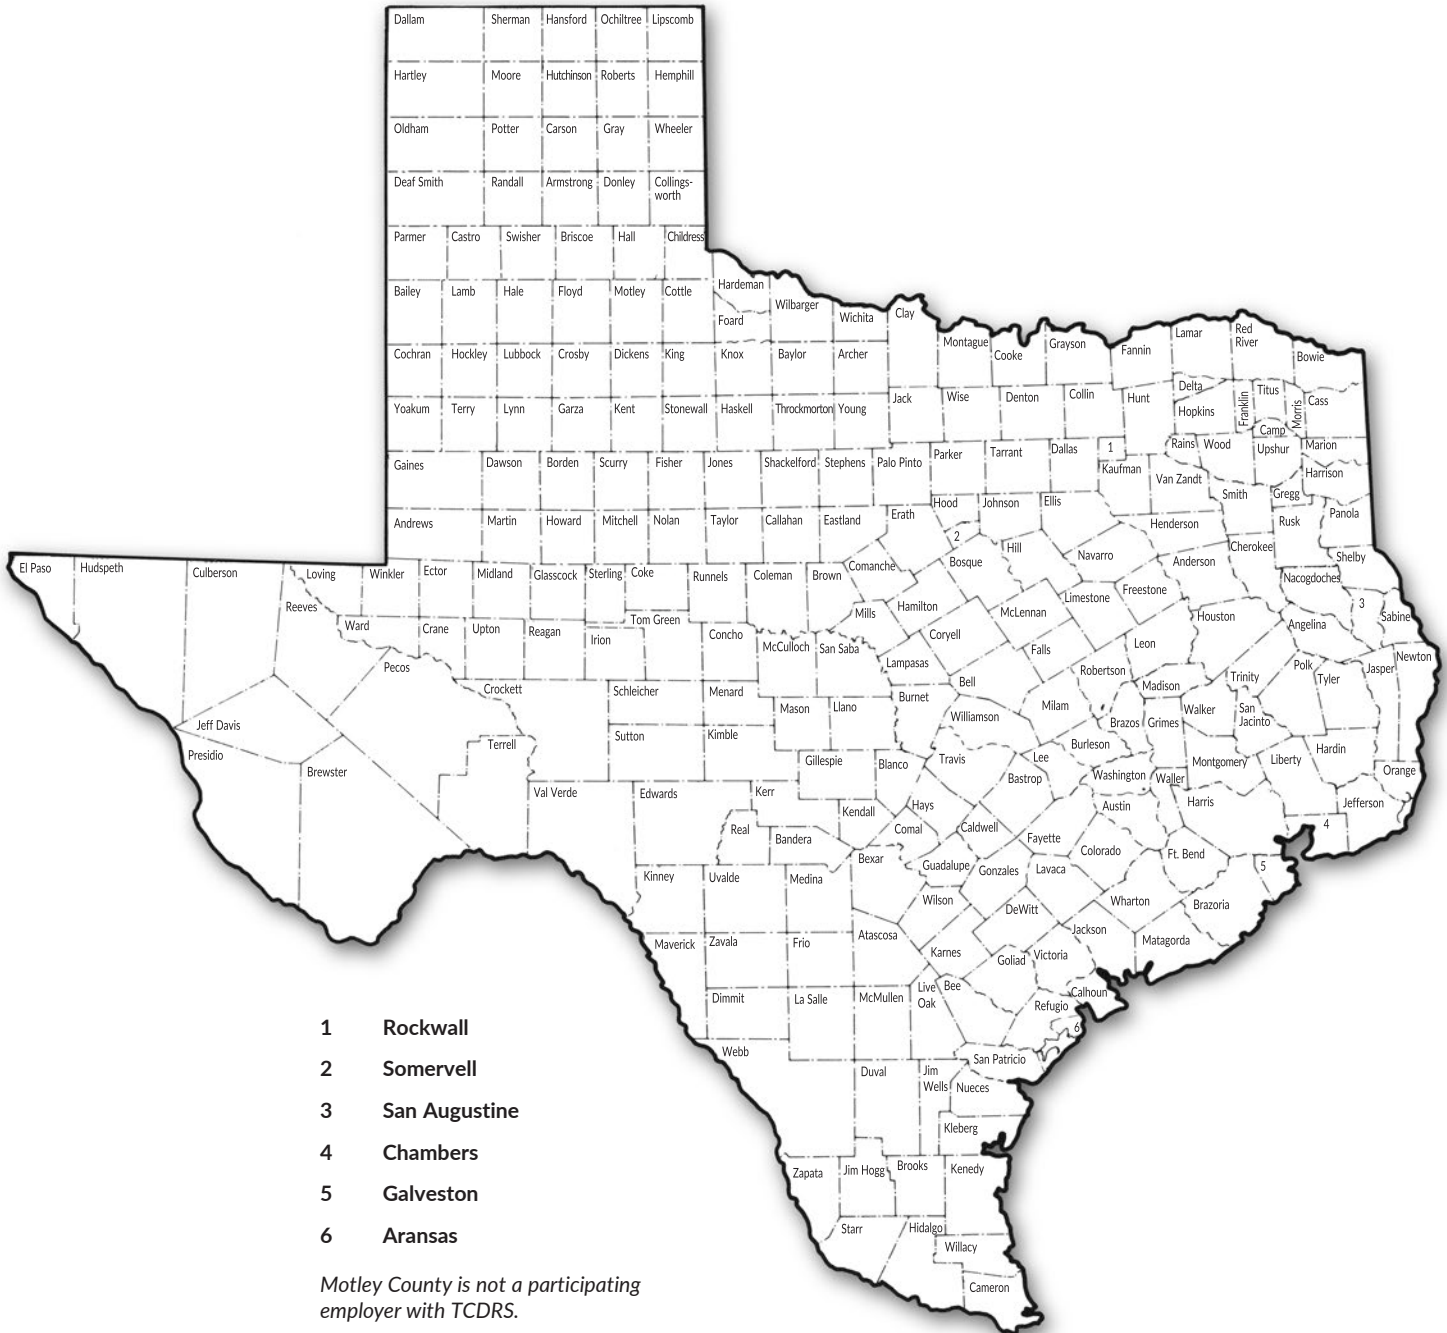 Dallam Sherman Hansford Ochiltree Lipscomb
Hartley Moore Hutchinson Roberts Hemphill
Oldham Potter Carson Gray Wheeler
Deaf Smith Randall Armstrong Donley Collings-
worth
Parmer Castro Swisher Briscoe Hall Childress
Hardeman
Bailey Lamb Hale Floyd Motley Cottle
Wilbarger
Foard Wichita Clay
Lamar Red
River
Cochran Hockley Lubbock Crosby Dickens King Knox Baylor Archer Montague Cooke Grayson Fannin Bowie
Delta Titus
Yoakum Terry Lynn Garza Kent Stonewall Haskell Throckmorton Young Jack Wise Denton Collin Hunt Hopkins Franklin Morris Cass
Camp
Rains Wood Upshur Marion
Gaines Dawson Borden Scurry Fisher Jones Shackelford Stephens Palo Pinto Parker Tarrant Dallas 1
Kaufman Van Zandt Harrison
Hood Johnson Ellis Smith Gregg
Andrews Martin Howard Mitchell Nolan Taylor Callahan Eastland Erath Henderson Rusk Panola
2 Hill Navarro Cherokee Shelby
El Paso Hudspeth Culberson Loving Winkler Ector Midland Glasscock Sterling Coke Runnels Coleman Brown Comanche Bosque Anderson Nacogdoches
Reeves Mills Hamilton McLennan Limestone Freestone Houston 3 Sabine
Ward Crane Upton Reagan Irion Tom Green Concho Coryell Angelina
McCulloch San Saba Lampasas Falls Leon Newton
Pecos Robertson Polk Jasper
Crockett Schleicher Menard Burnet Bell Madison Trinity Tyler
Mason Llano Williamson Milam Brazos Grimes Walker San
Jacinto
Jeff Davis Sutton Kimble
Presidio Terrell Gillespie Blanco Travis Lee Burleson Montgomery Liberty Hardin
Brewster Bastrop Washington Waller Orange
Val Verde Edwards Kerr Kendall Hays Austin Harris Jefferson
Real Bandera Comal Caldwell Fayette 4
Bexar Guadalupe Gonzales Lavaca Colorado Ft. Bend 5
Kinney Uvalde Medina
Wilson DeWitt Wharton Brazoria
Maverick Zavala Frio Atascosa Karnes Jackson Matagorda
Goliad Victoria
Dimmit La Salle McMullen Live
Oak Bee Refugio Calhoun
6
Webb San Patricio
Duval Jim
Wells Nueces
Kleberg
Zapata Jim Hogg Brooks Kenedy
Starr Hidalgo
Willacy
Cameron
1 Rockwall
2 Somervell
3 San Augustine
4 Chambers
5 Galveston
6 Aransas
Motley County is not a participating
employer with TCDRS.